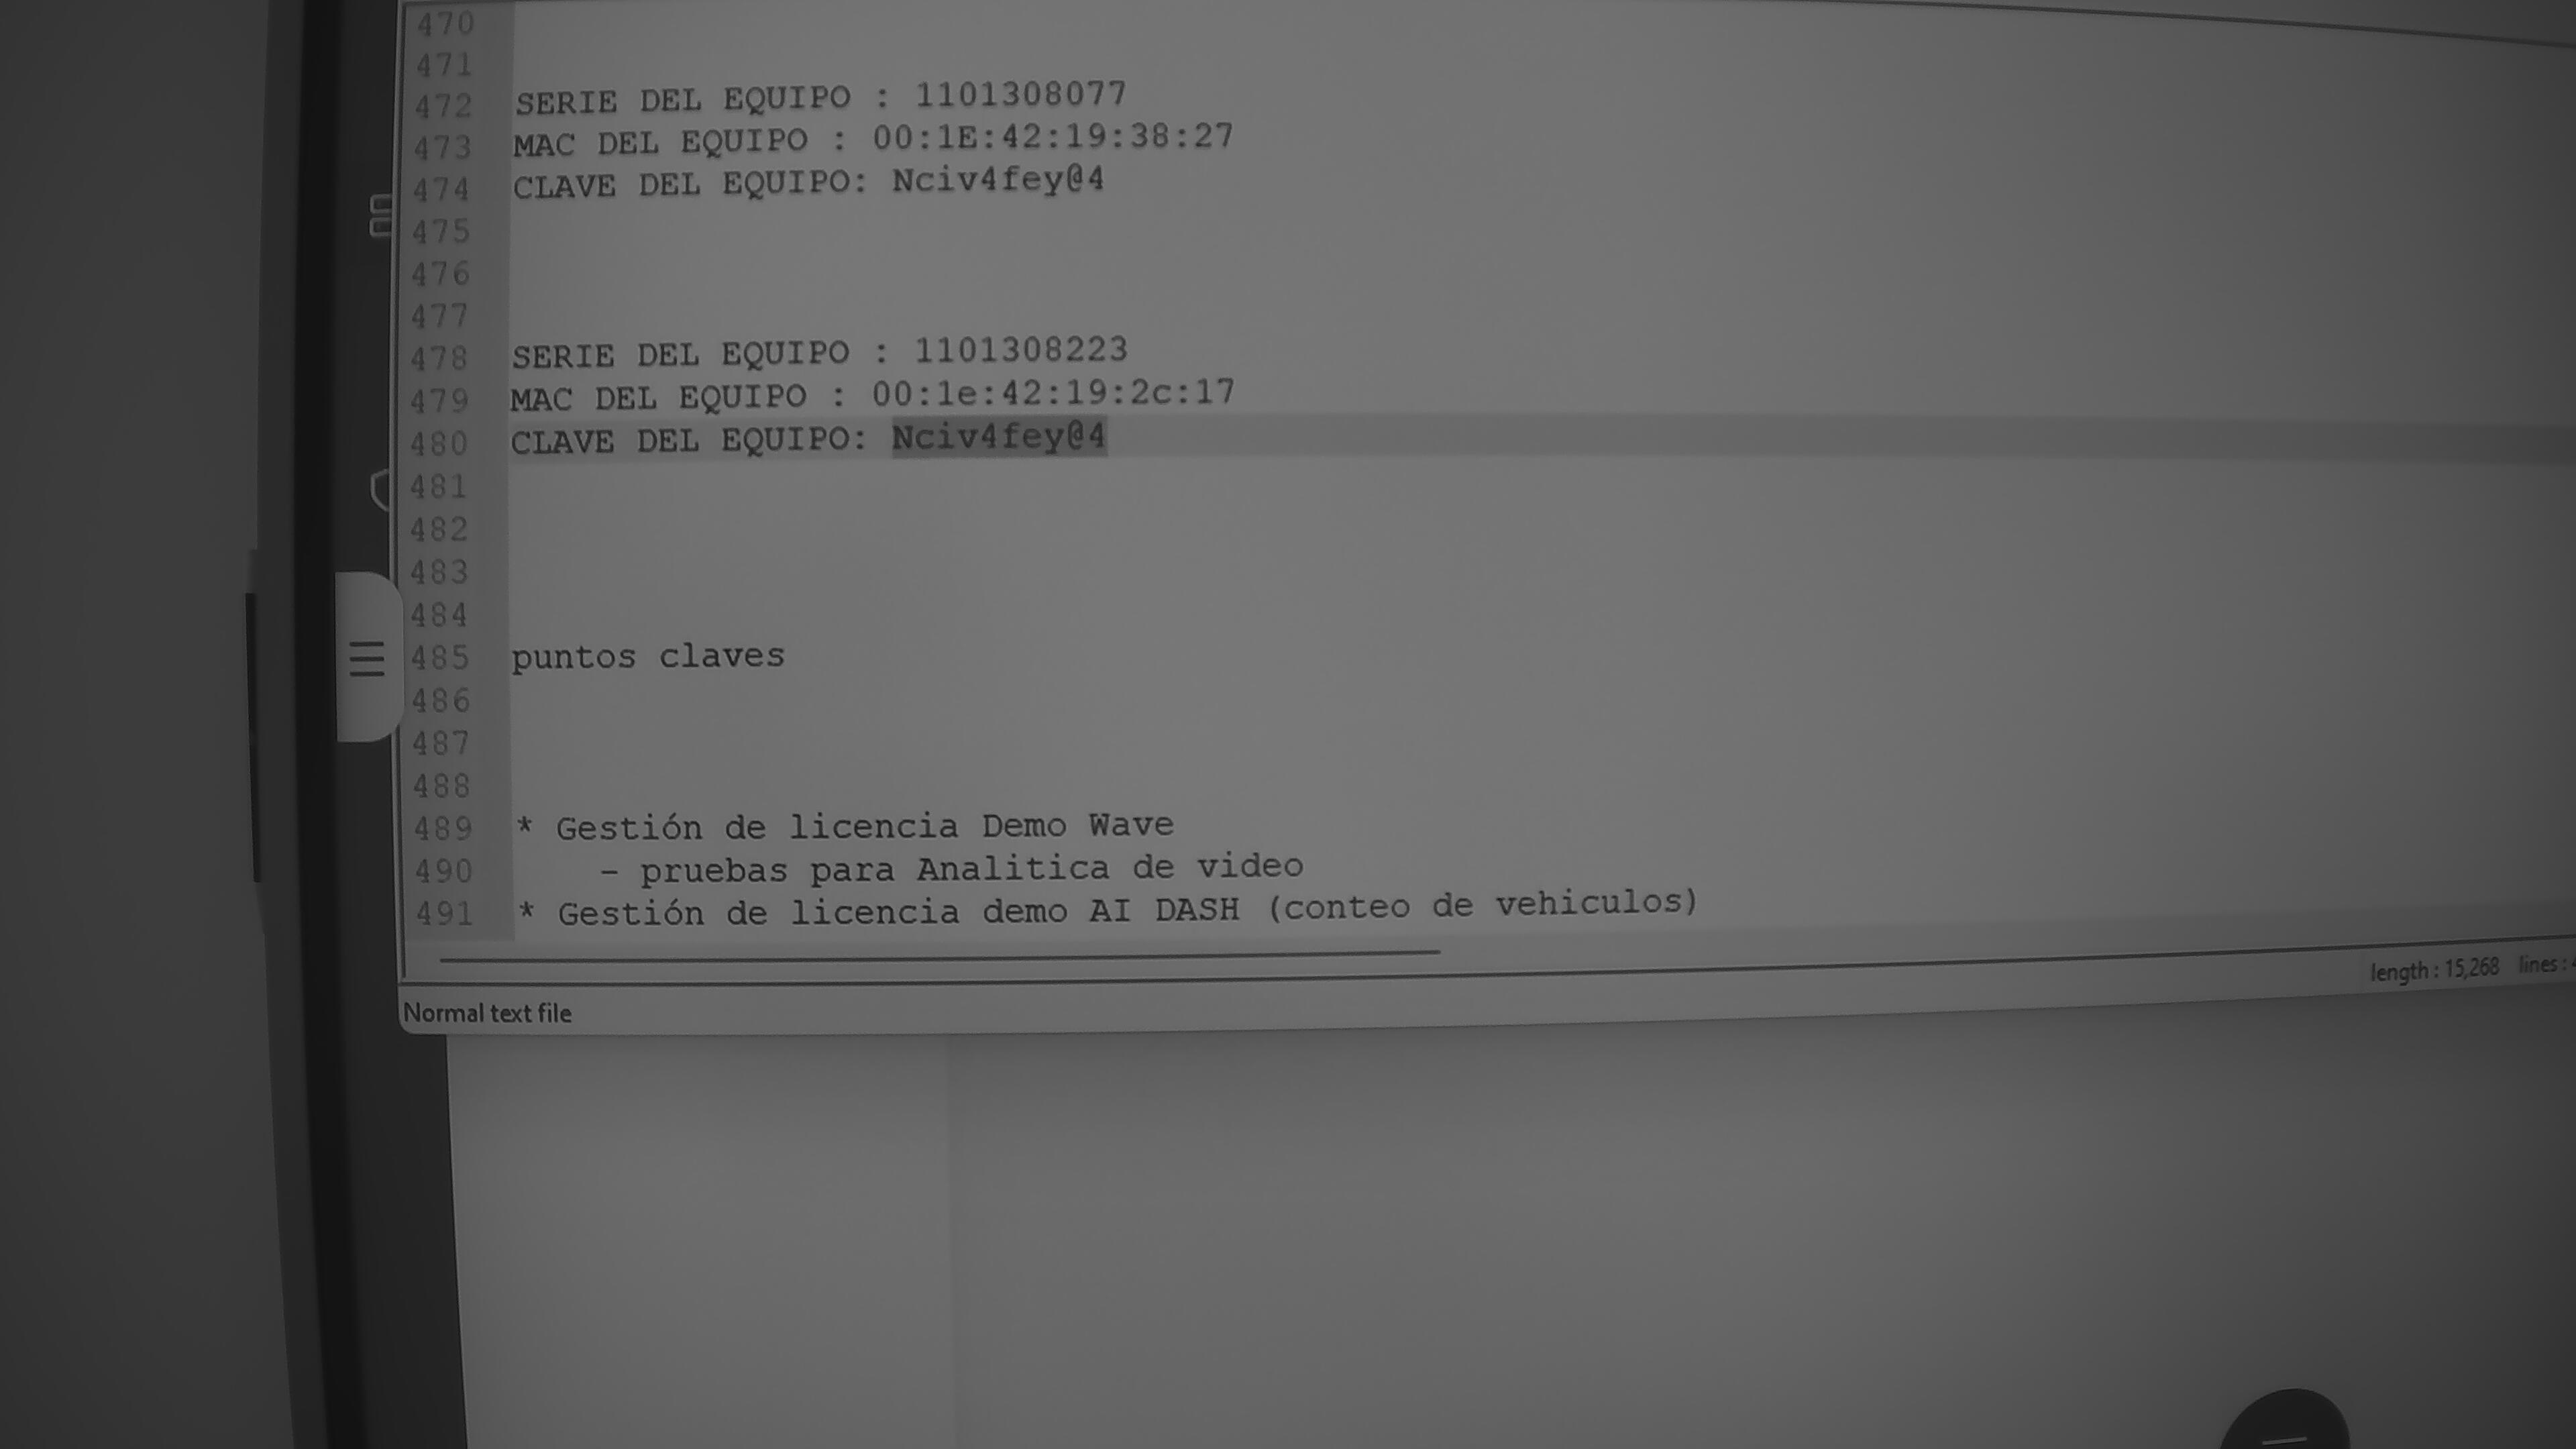 470
471
472 SERIE DEL EQUIPO : 1101308077
473 MAC DEL EQUIPO : 00:1E:42:19:38:27
474 CLAVE DEL EQUIPO: Nciv4fey@4
475
476
477
478 SERIE DEL EQUIPO : 1101308223
479 MAC DEL EQUIPO : 00:1e:42:19:2c:17
480 CLAVE DEL EQUIPO: Nciv4fey@4
481
482
483
484
485 puntos claves
486
487
488
489 * Gestión de licencia Demo Wave
490 - pruebas para Analitica de video
491 * Gestión de licencia demo AI DASH (conteo de vehiculos)
length : 15,268 lines :
Normal text file